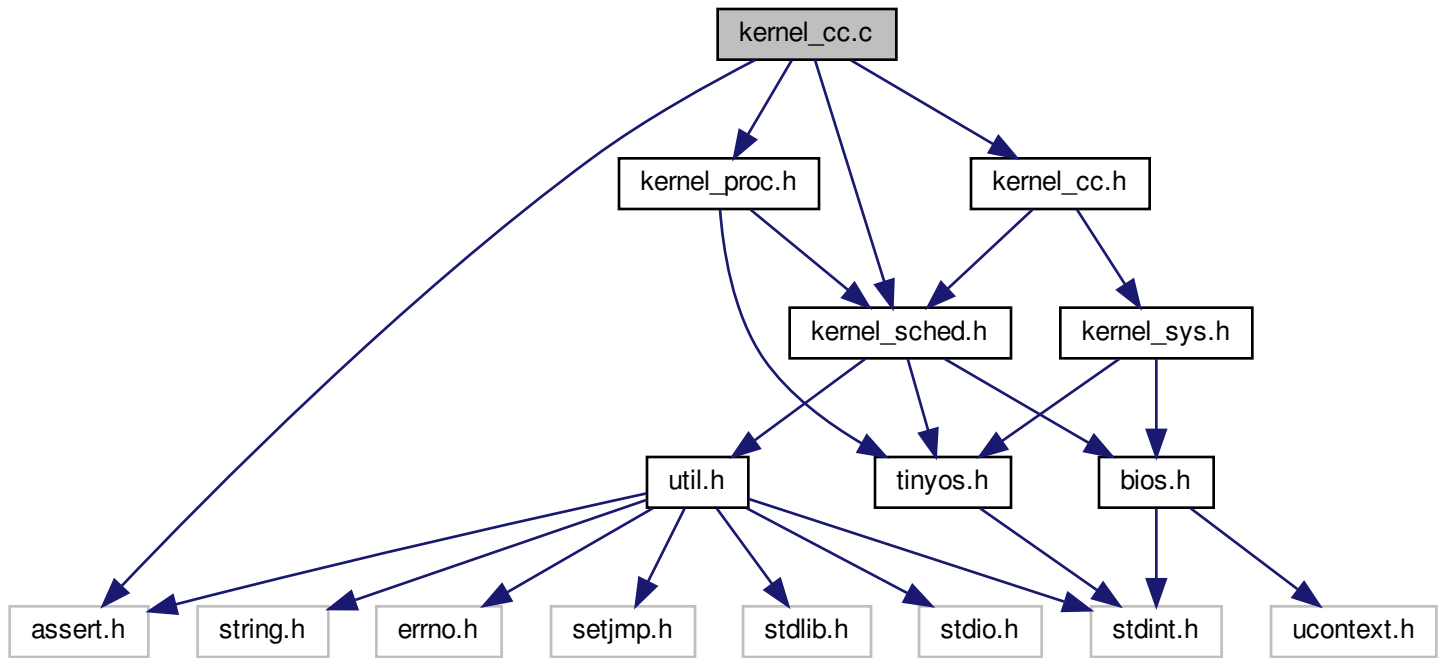 kernel_cc.c
kernel_proc.h
kernel_cc.h
kernel_sched.h
kernel_sys.h
util.h
tinyos.h
bios.h
assert.h
string.h
errno.h
setjmp.h
stdlib.h
stdio.h
stdint.h
ucontext.h